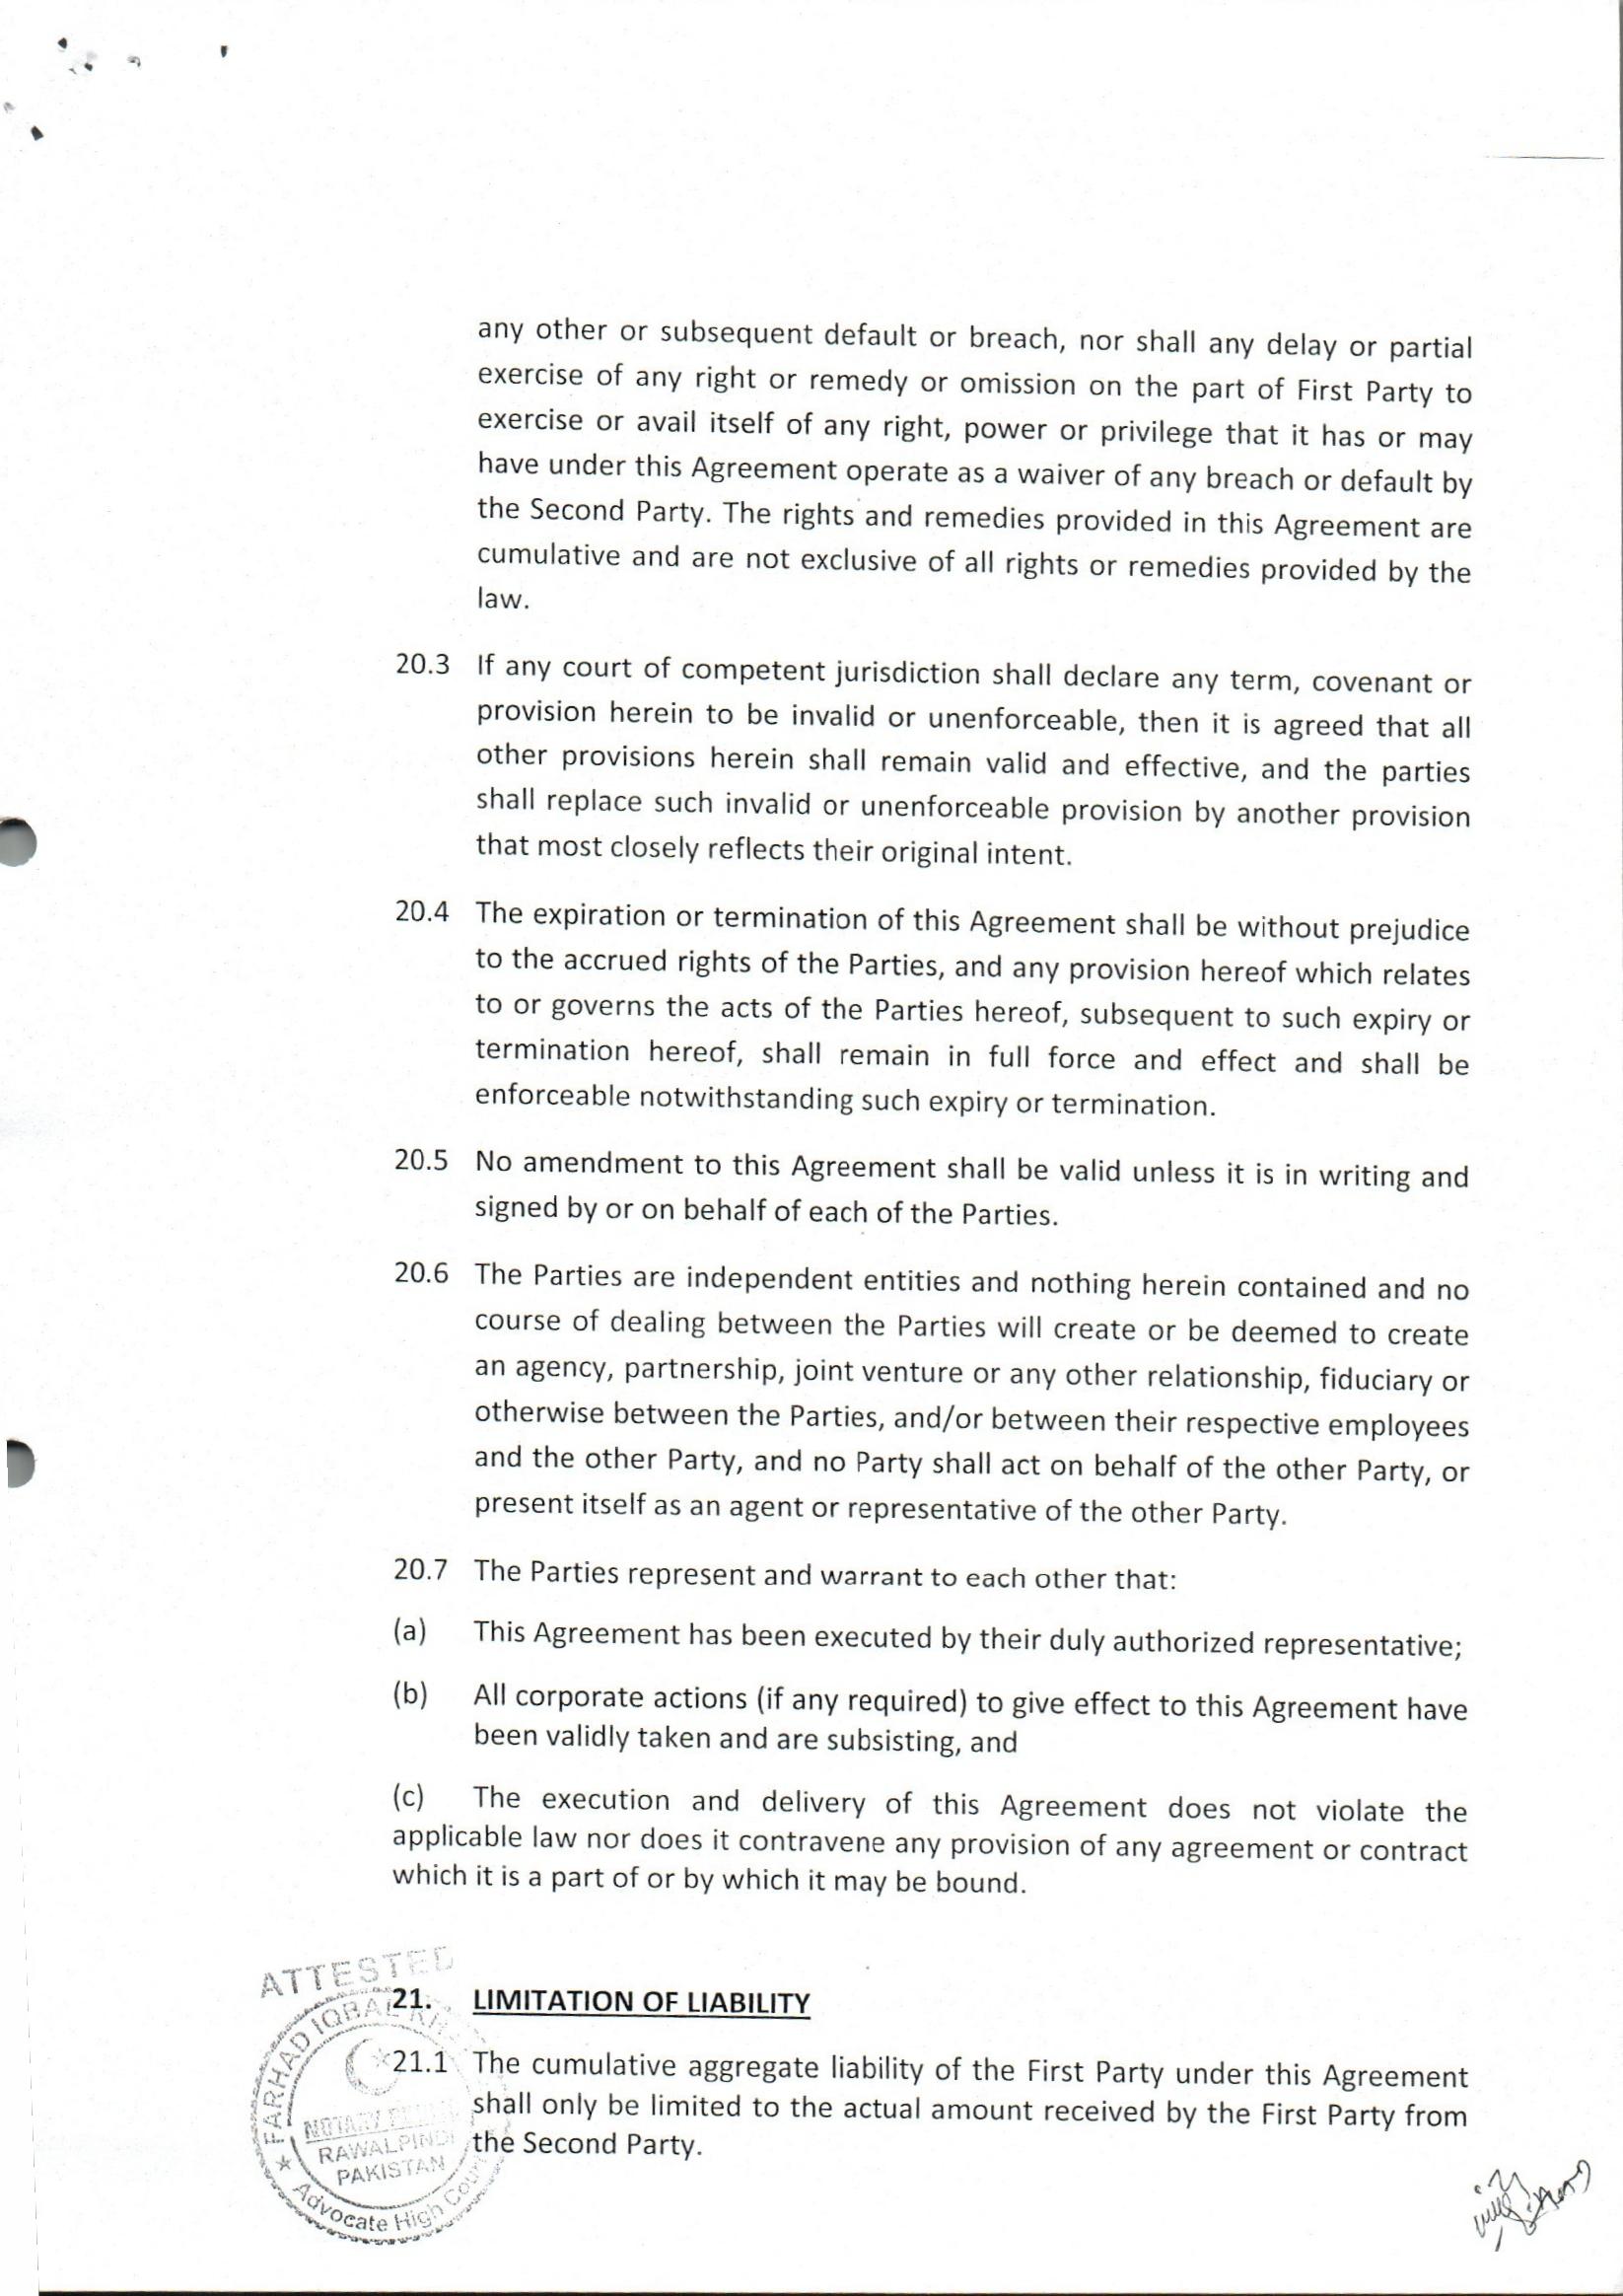 any other or subsequent default or breach, nor shall any delay or partial
exercise of any right or remedy or omission on the part of First Party to
exercise or avail itself of any right, power or privilege that it has or may
have under this Agreement operate as a waiver of any breach or default by
the Second Party. The rights and remedies provided in this Agreement are
cumulative and are not exclusive of all rights or remedies provided by the
law.
20.3 If any court of competent jurisdiction shall declare any term, covenant or
provision herein to be invalid or unenforceable, then it is agreed that all
other provisions herein shall remain valid and effective, and the parties
shall replace such invalid or unenforceable provision by another provision
that most closely reflects their original intent.
20.4 The expiration or termination of this Agreement shall be without prejudice
to the accrued rights of the Parties, and any provision hereof which relates
to or governs the acts of the Parties hereof, subsequent to such expiry or
termination hereof, shall remain in full force and effect and shall be
enforceable notwithstanding such expiry or termination.
20.5 No amendment to this Agreement shall be valid unless it is in writing and
signed by or on behalf of each of the Parties.
20.6 The Parties are independent entities and nothing herein contained and no
course of dealing between the Parties will create or be deemed to create
an agency, partnership, joint venture or any other relationship, fiduciary or
otherwise between the Parties, and/or between their respective employees
and the other Party, and no Party shall act on behalf of the other Party, or
present itself as an agent or representative of the other Party.
20.7 The Parties represent and warrant to each other that:
(a) This Agreement has been executed by their duly authorized representative;
(b) All corporate actions (if any required) to give effect to this Agreement have
been validly taken and are subsisting, and
(c) The execution and delivery of this Agreement does not violate the
applicable law nor does it contravene any provision of any agreement or contract
which it is a part of or by which it may be bound.
ATTESTED
21. LIMITATION OF LIABILITY
21.1 The cumulative aggregate liability of the First Party under this Agreement
shall only be limited to the actual amount received by the First Party from
the Second Party.
FARHAD IQBAL
NOTARY
RAWALPINDI
PAKISTAN
Advocate High Court